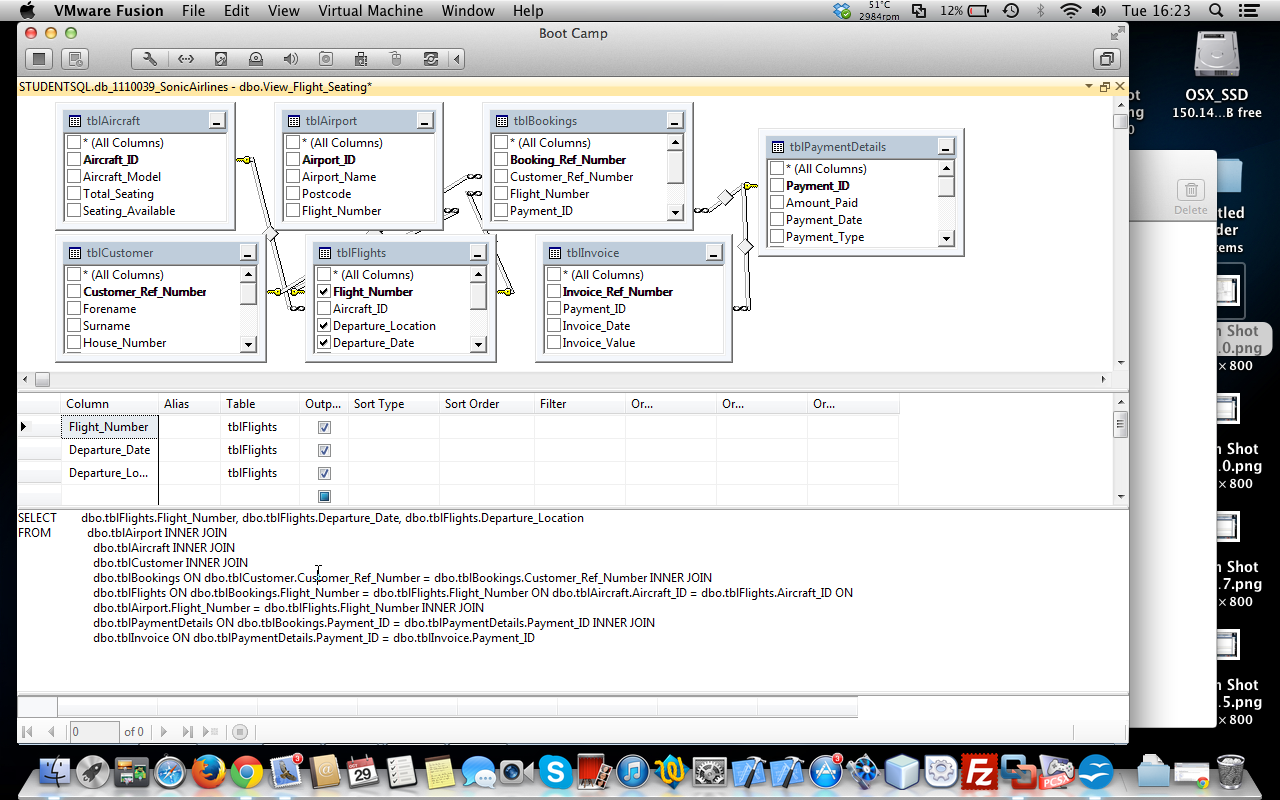 VMware Fusion File Edit View Virtual Machine Window Help 51°C 2984rpm 12% Tue 16:23
Boot Camp
STUDENTSQL.db_1110039_SonicAirlines - dbo.View_Flight_Seating*
tblAircraft
* (All Columns)
Aircraft_ID
Aircraft_Model
Total_Seating
Seating_Available
tblAirport
* (All Columns)
Airport_ID
Airport_Name
Postcode
Flight_Number
tblBookings
* (All Columns)
Booking_Ref_Number
Customer_Ref_Number
Flight_Number
Payment_ID
tblPaymentDetails
* (All Columns)
Payment_ID
Amount_Paid
Payment_Date
Payment_Type
tblCustomer
* (All Columns)
Customer_Ref_Number
Forename
Surname
House_Number
tblFlights
* (All Columns)
Flight_Number
Aircraft_ID
Departure_Location
Departure_Date
tblInvoice
* (All Columns)
Invoice_Ref_Number
Payment_ID
Invoice_Date
Invoice_Value
Column Alias Table Outp... Sort Type Sort Order Filter Or... Or... Or...
Flight_Number tblFlights
Departure_Date tblFlights
Departure_Lo... tblFlights
SELECT dbo.tblFlights.Flight_Number, dbo.tblFlights.Departure_Date, dbo.tblFlights.Departure_Location
FROM dbo.tblAirport INNER JOIN
dbo.tblAircraft INNER JOIN
dbo.tblCustomer INNER JOIN
dbo.tblBookings ON dbo.tblCustomer.Customer_Ref_Number = dbo.tblBookings.Customer_Ref_Number INNER JOIN
dbo.tblFlights ON dbo.tblBookings.Flight_Number = dbo.tblFlights.Flight_Number ON dbo.tblAircraft.Aircraft_ID = dbo.tblFlights.Aircraft_ID ON
dbo.tblAirport.Flight_Number = dbo.tblFlights.Flight_Number INNER JOIN
dbo.tblPaymentDetails ON dbo.tblBookings.Payment_ID = dbo.tblPaymentDetails.Payment_ID INNER JOIN
dbo.tblInvoice ON dbo.tblPaymentDetails.Payment_ID = dbo.tblInvoice.Payment_ID
0 of 0
OSX_SSD
150.14...B free
ot
ng
0
Delete
tled
der
ems
n Shot
.0.png
× 800
n Shot
.0.png
× 800
n Shot
.7.png
× 800
n Shot
.5.png
× 800
3
OCT
29
3
Fz
PCSX